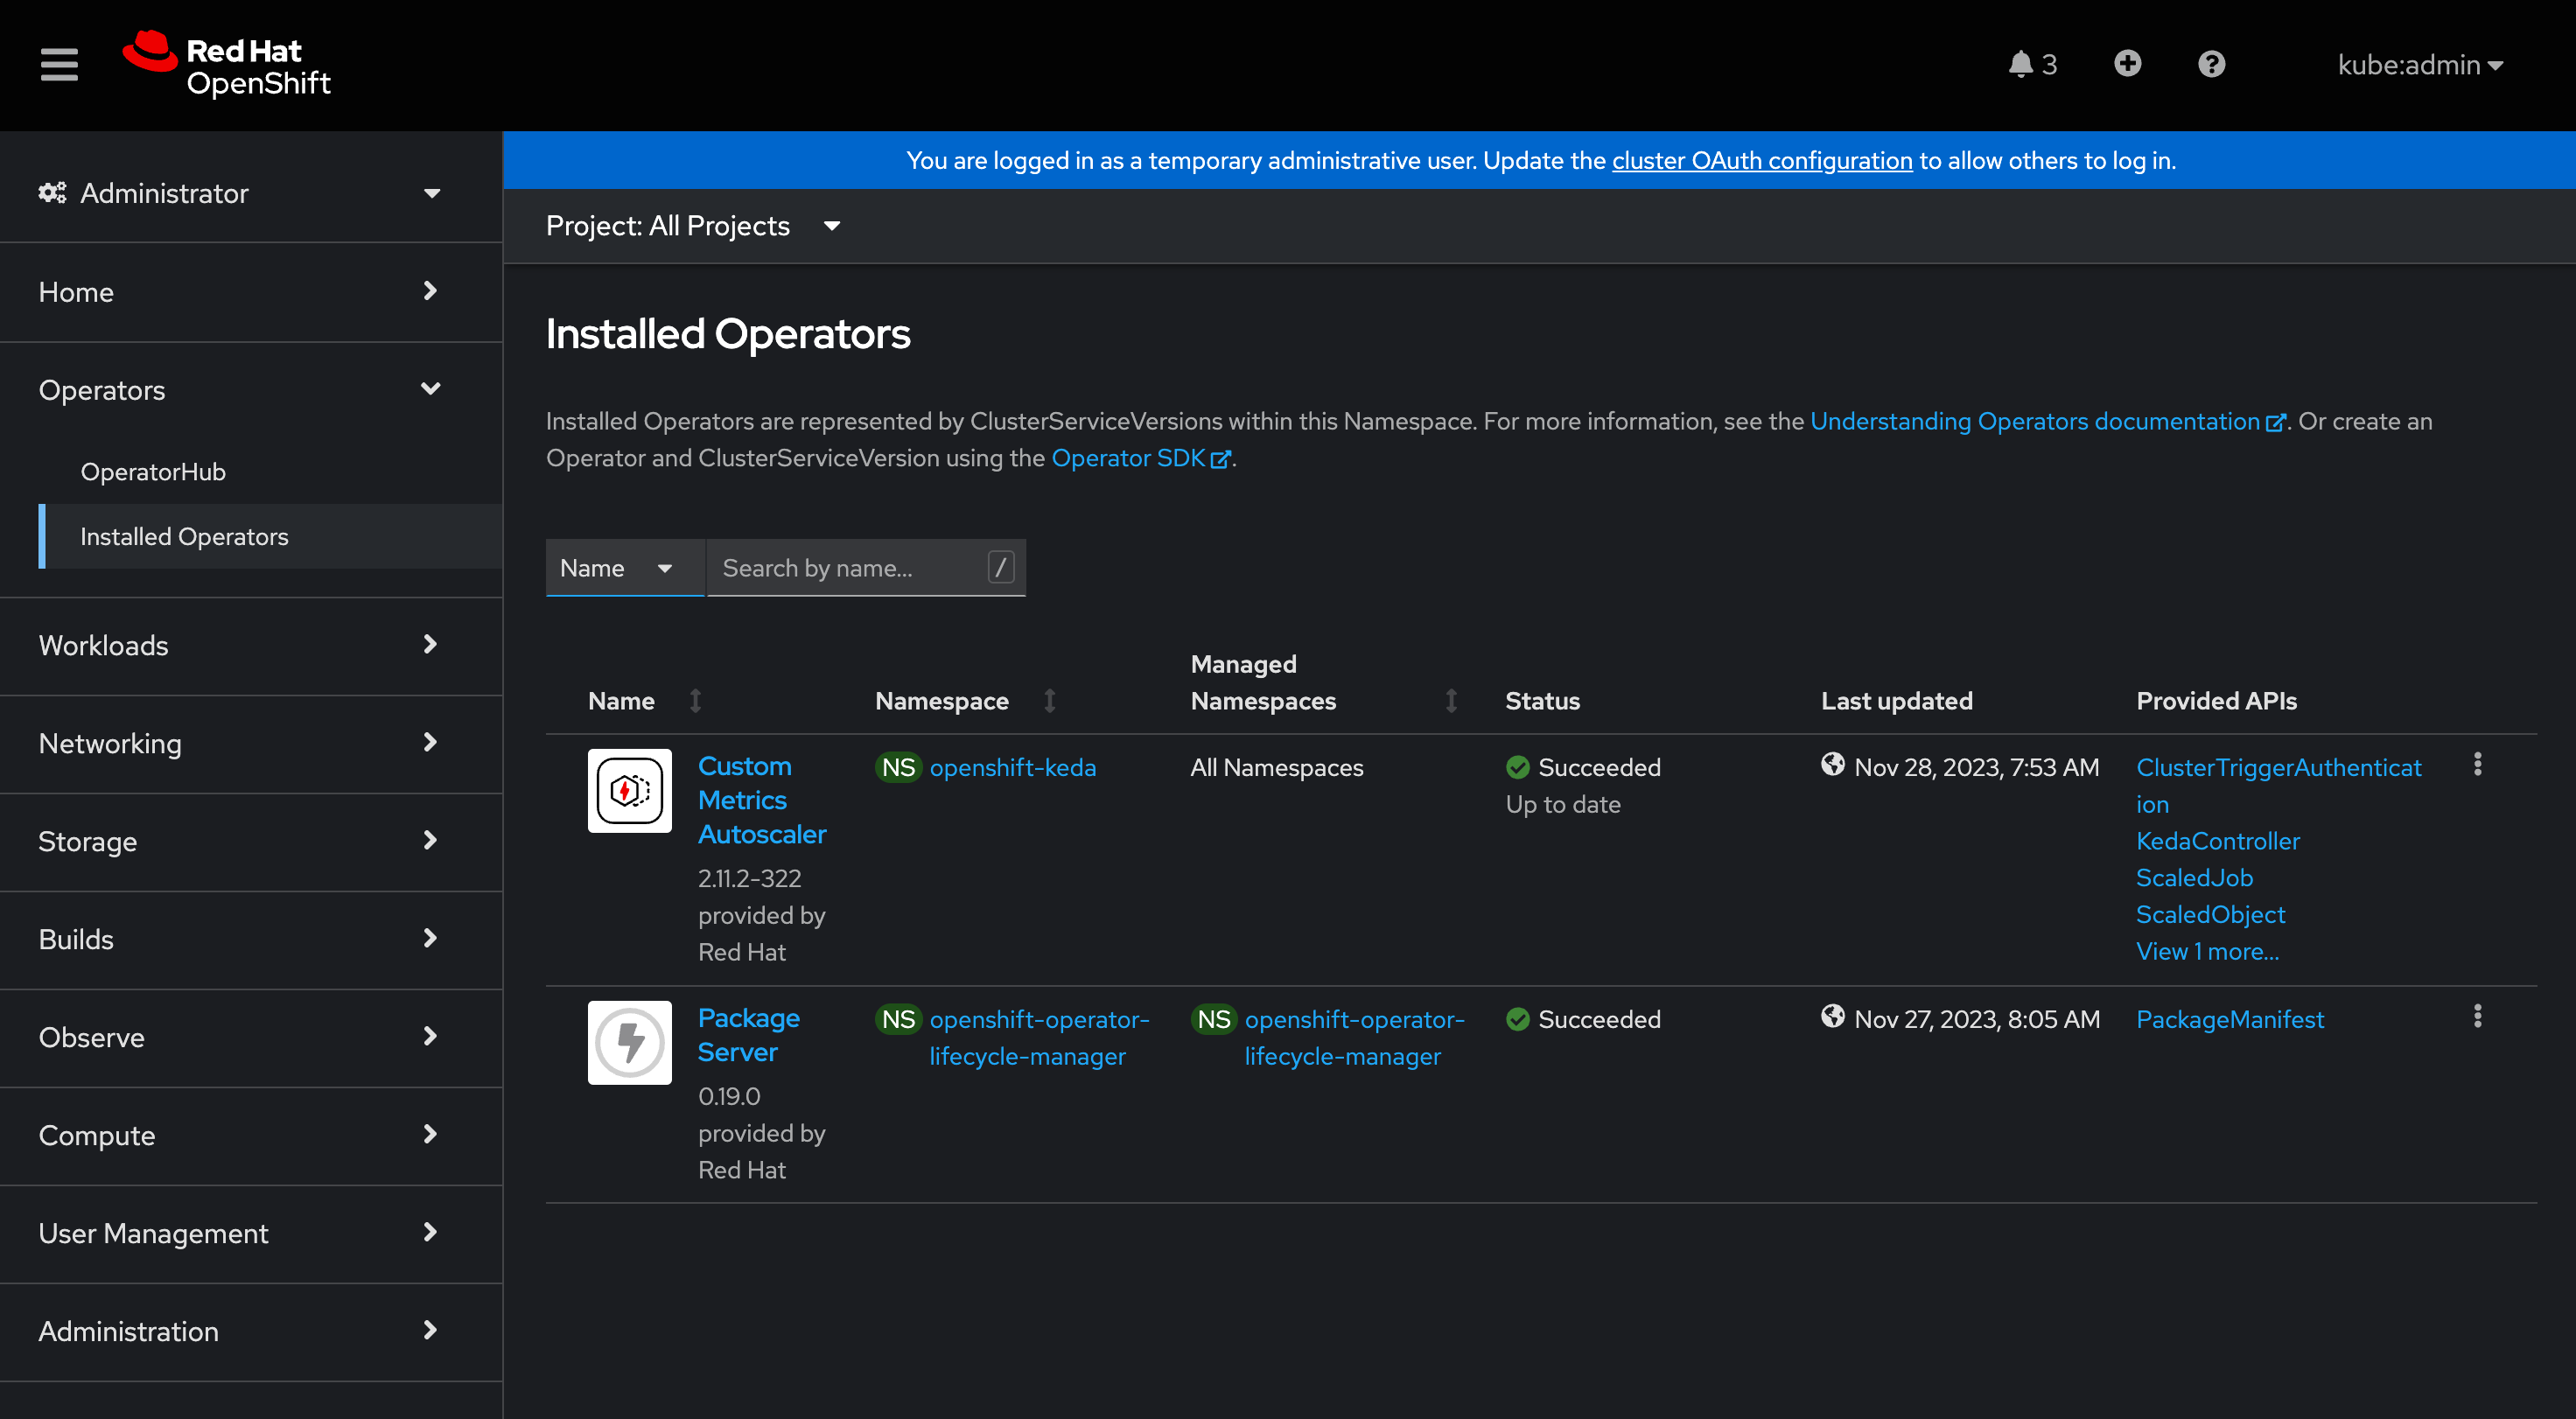 Red Hat
OpenShift
3
kube:admin
You are logged in as a temporary administrative user. Update the cluster OAuth configuration to allow others to log in.
Administrator
Project: All Projects
Home
Operators
OperatorHub
Installed Operators
Workloads
Networking
Storage
Builds
Observe
Compute
User Management
Administration
Installed Operators
Installed Operators are represented by ClusterServiceVersions within this Namespace. For more information, see the Understanding Operators documentation. Or create an
Operator and ClusterServiceVersion using the Operator SDK.
Name
Search by name...
/
Name
Namespace
Managed
Namespaces
Status
Last updated
Provided APIs
Custom
Metrics
Autoscaler
2.11.2-322
provided by
Red Hat
NS openshift-keda
All Namespaces
Succeeded
Up to date
Nov 28, 2023, 7:53 AM
ClusterTriggerAuthenticat
ion
KedaController
ScaledJob
ScaledObject
View 1 more...
Package
Server
0.19.0
provided by
Red Hat
NS openshift-operator-
lifecycle-manager
NS openshift-operator-
lifecycle-manager
Succeeded
Nov 27, 2023, 8:05 AM
PackageManifest